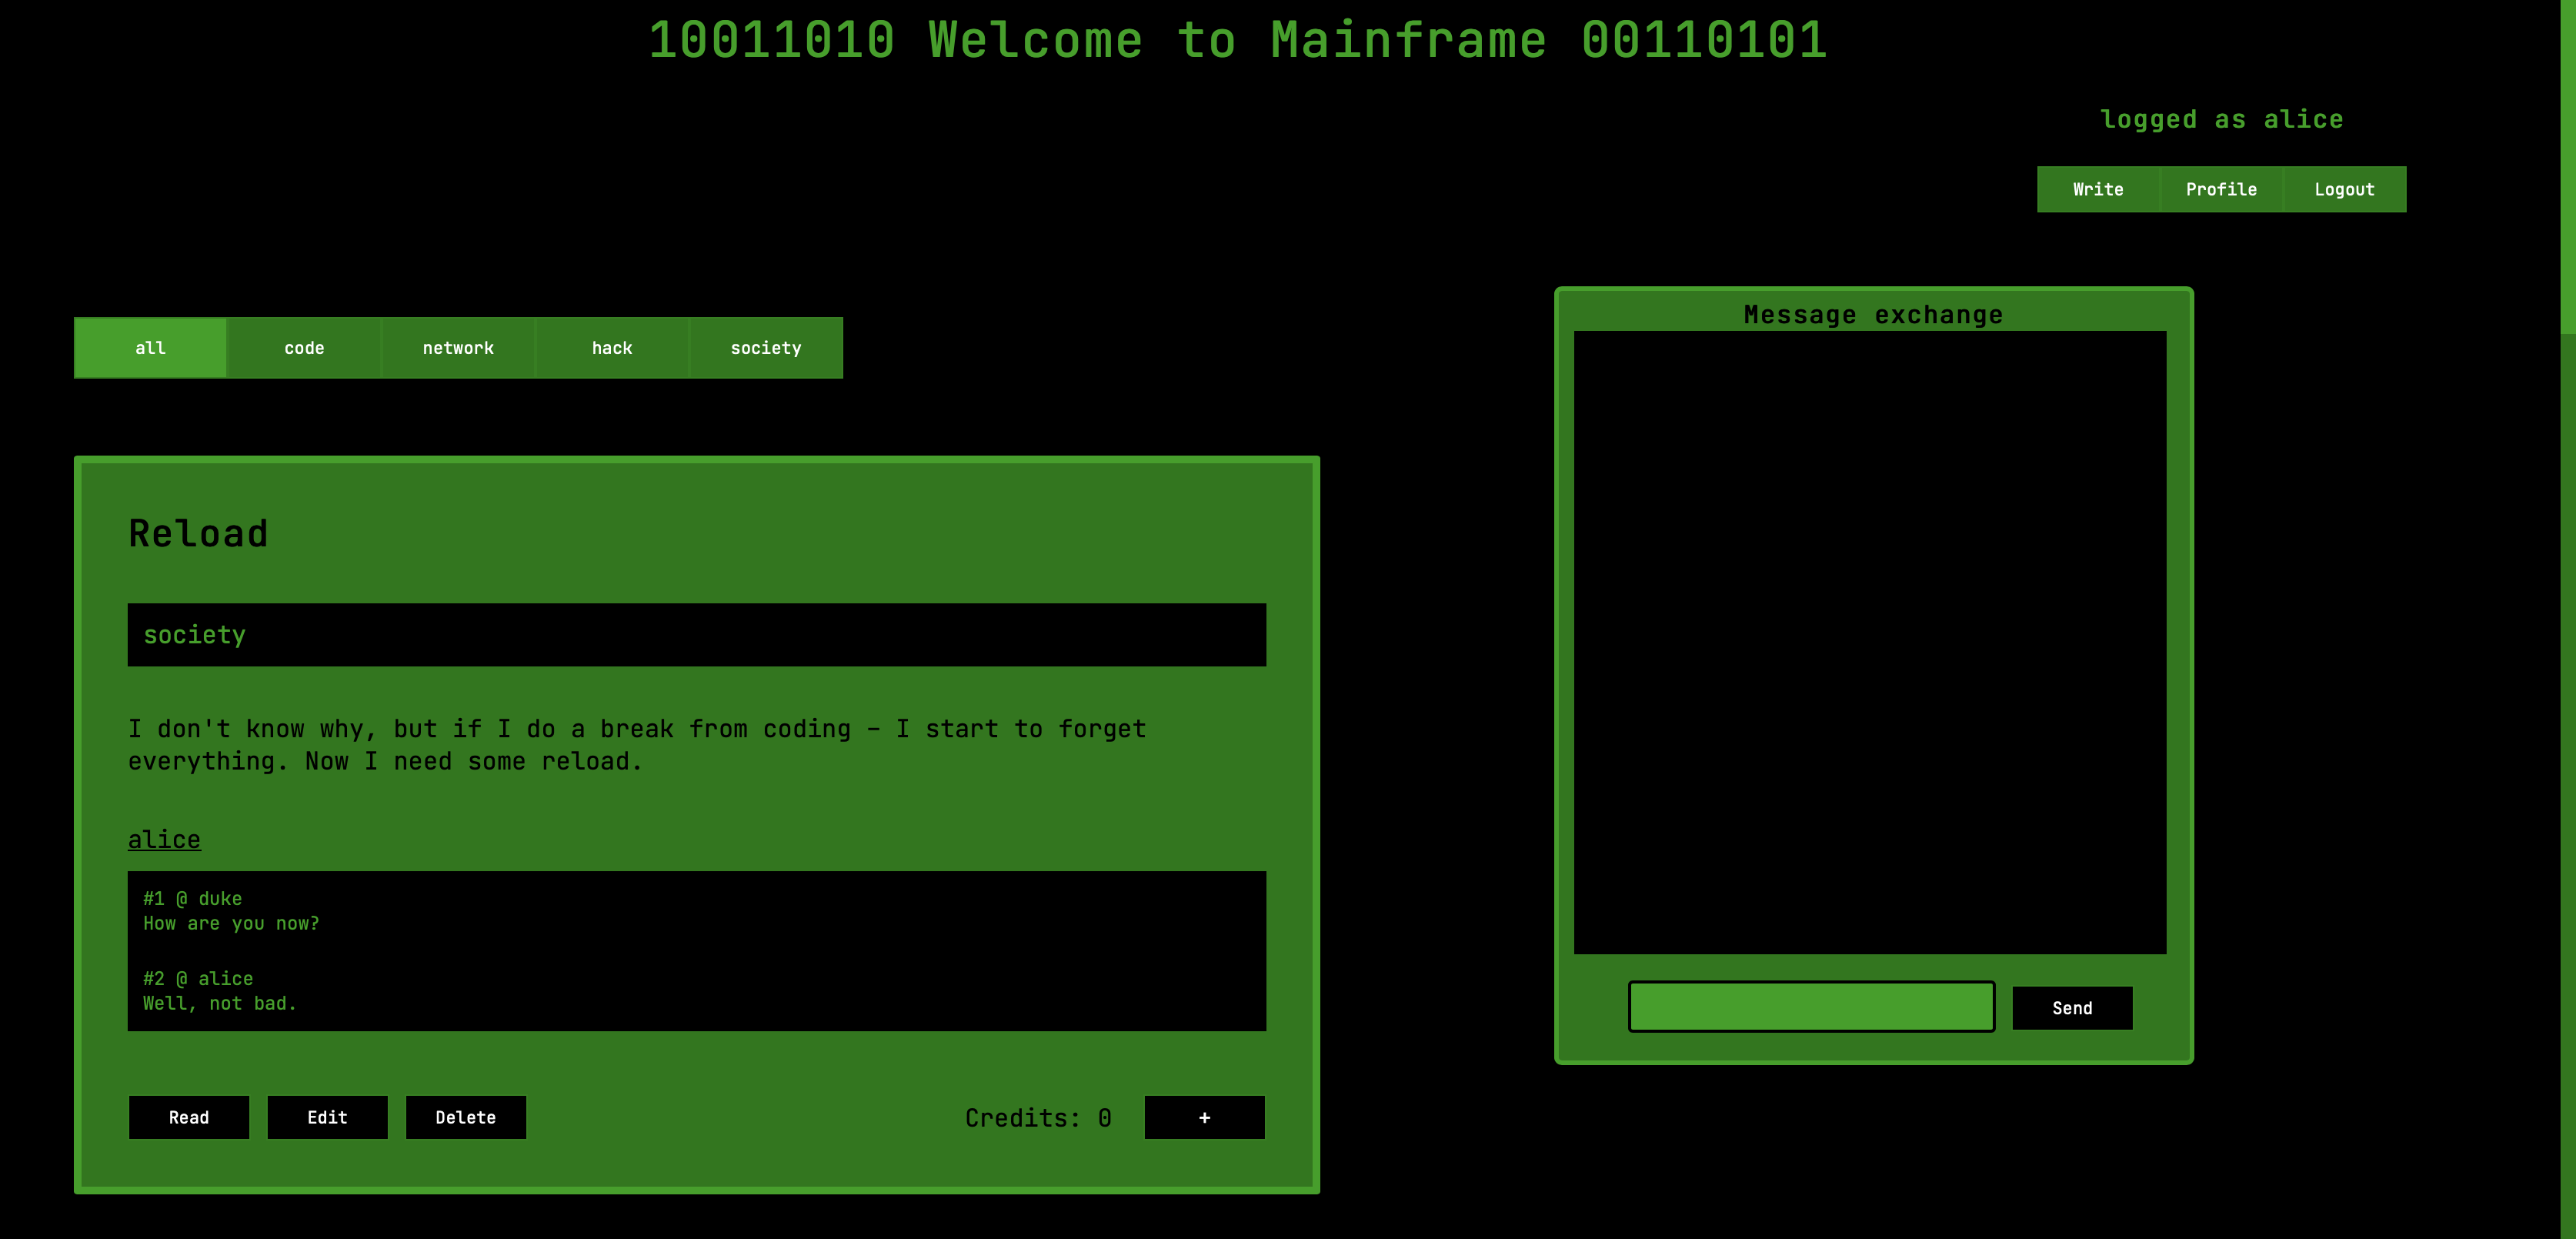 10011010 Welcome to Mainframe 00110101
logged as alice
Write Profile Logout
all code network hack society
Reload
society
I don't know why, but if I do a break from coding – I start to forget
everything. Now I need some reload.
alice
#1 @ duke
How are you now?
#2 @ alice
Well, not bad.
Read Edit Delete Credits: 0 +
Message exchange
Send